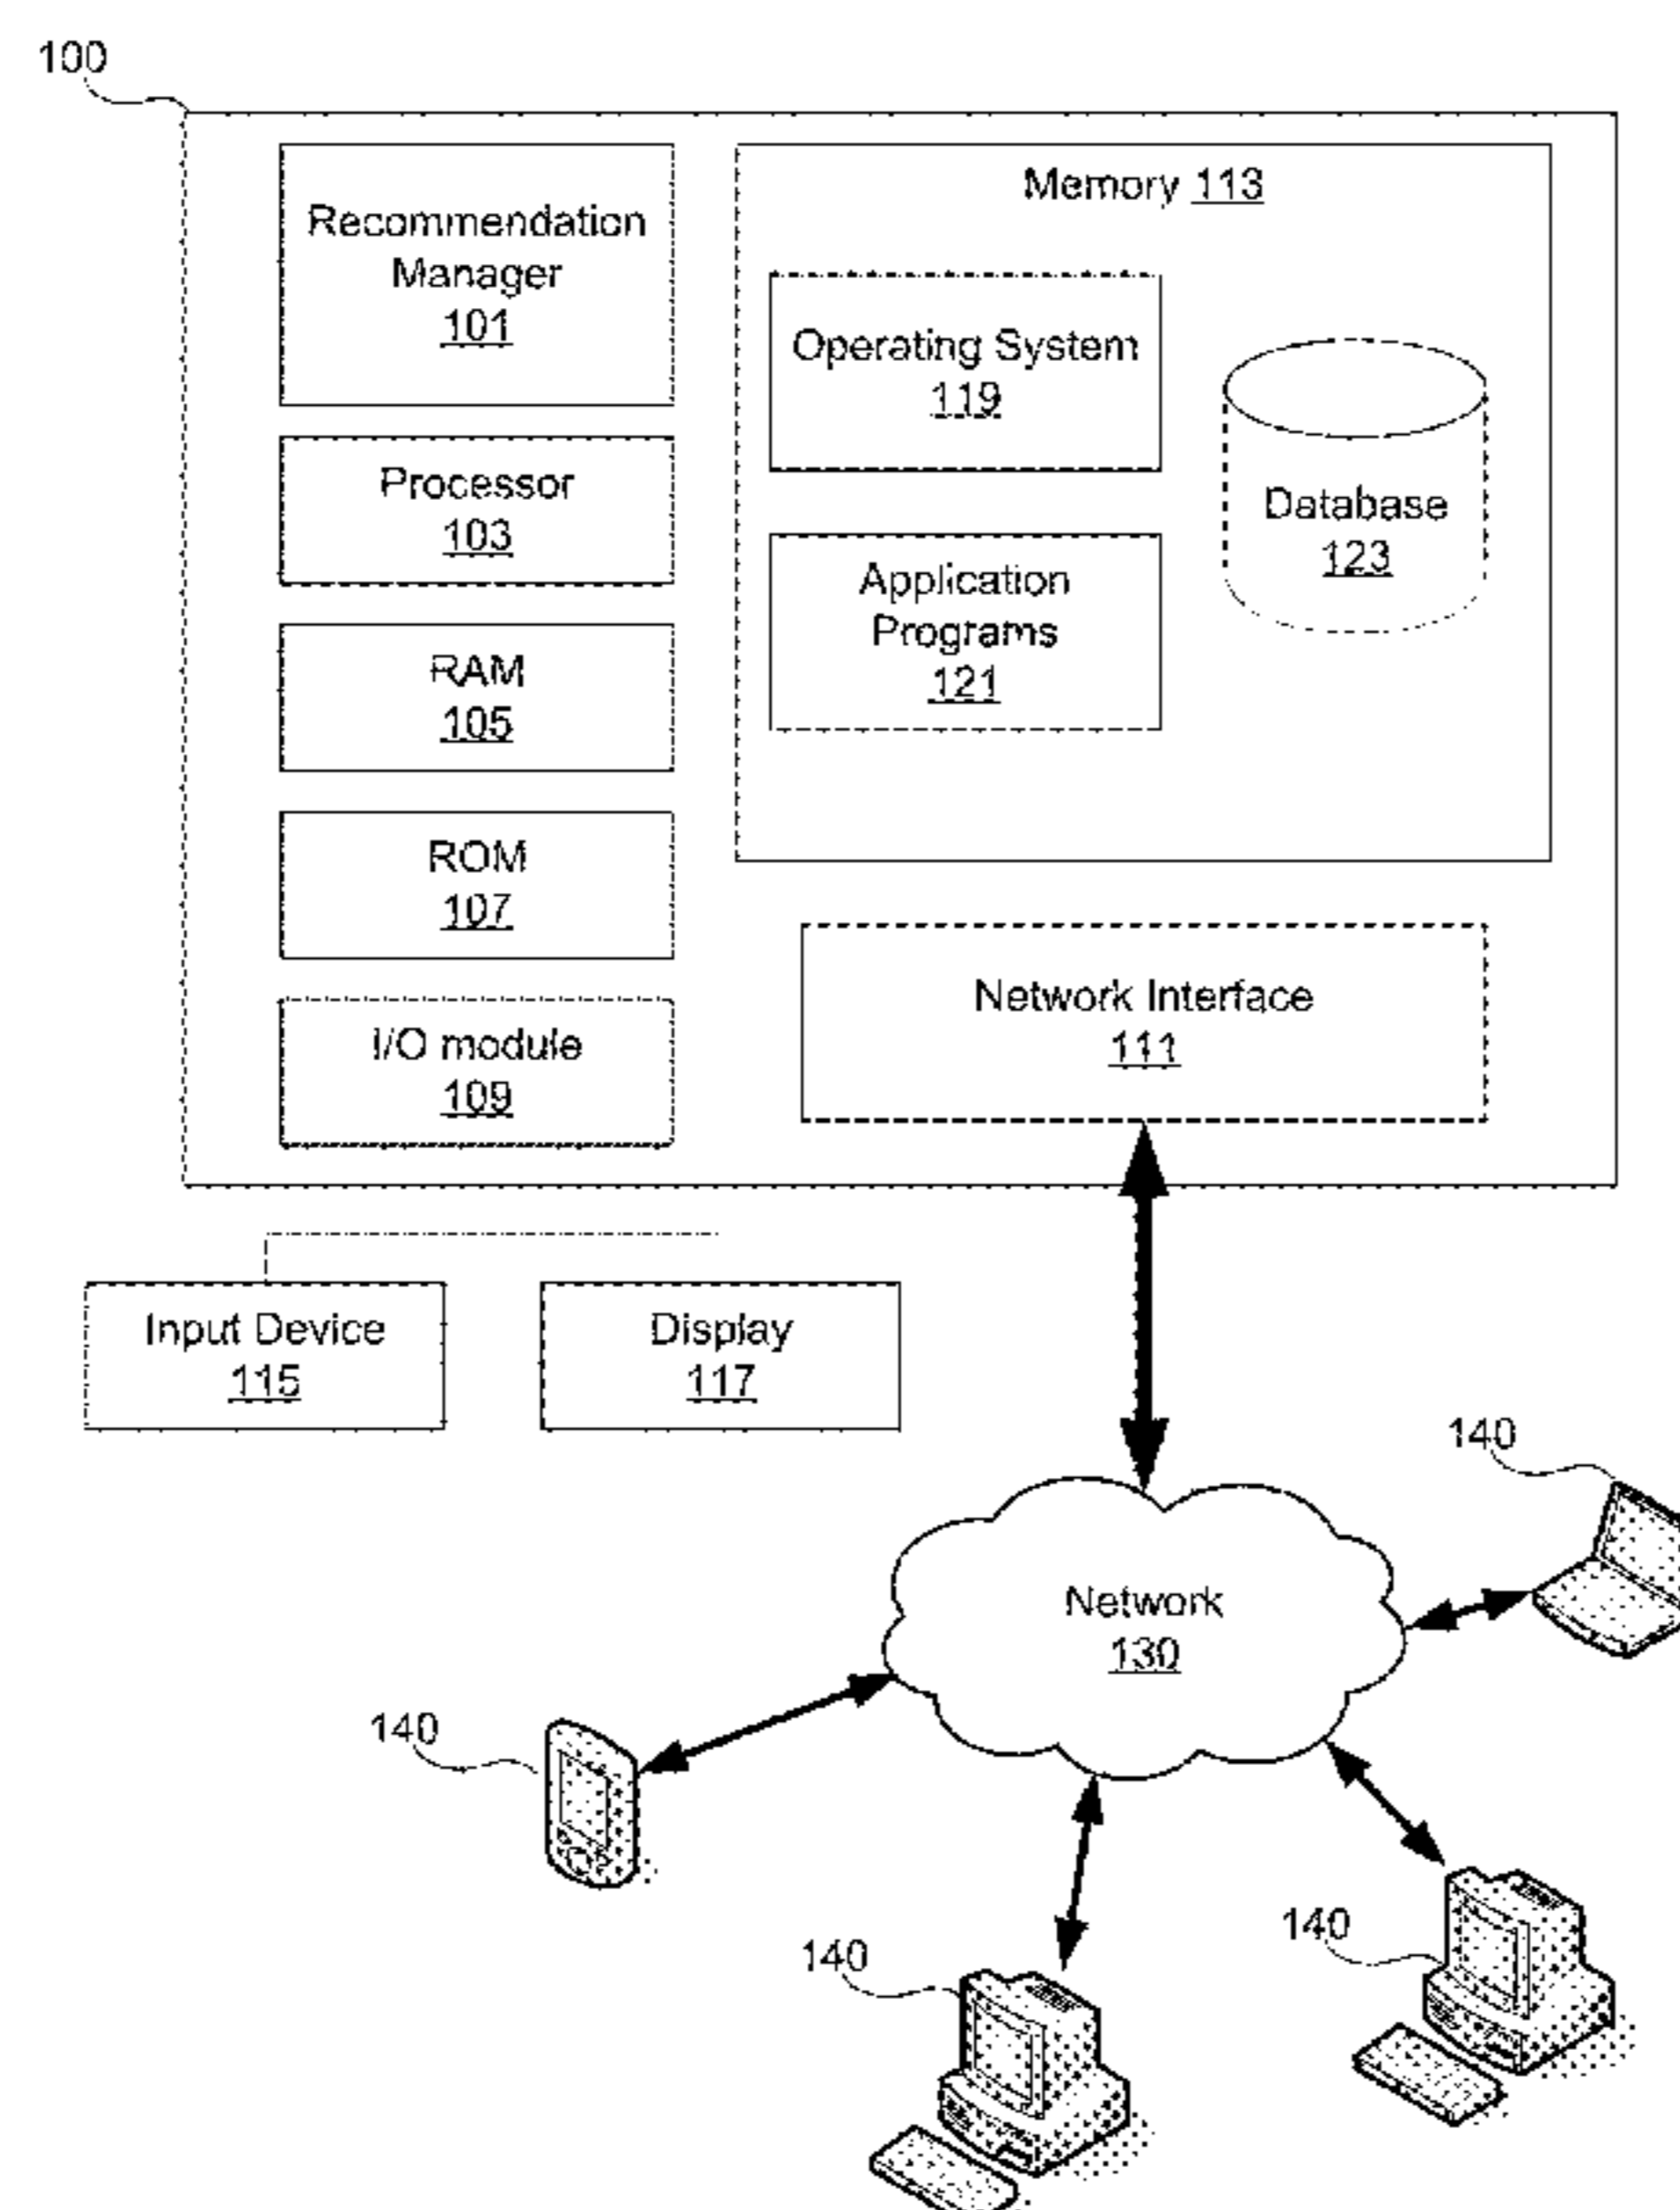 100
Recommendation
Manager
101
Processor
103
RAM
105
ROM
107
I/O module
109
Memory 113
Operating System
119
Application
Programs
121
Database
123
Network Interface
111
Input Device
115
Display
117
Network
130
140
140
140
140